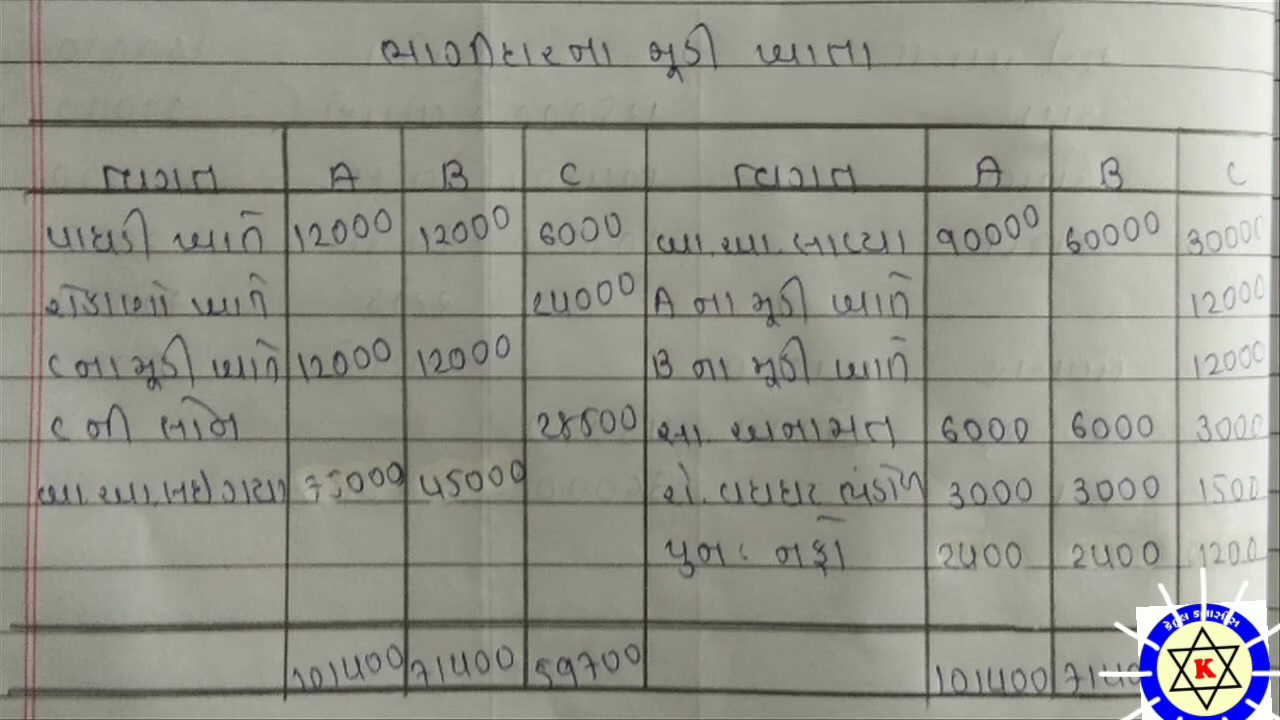 ભાગીદારના મૂડી ખાતા
વિગત A B C વિગત A B C
પાઘડી ખાતે 12000 12000 6000 બા.આ.લાવ્યા 90000 60000 30000
રોકાણો ખાતે 24000 A ના મૂડી ખાતે 12000
C ના મૂડી ખાતે 12000 12000 B ના મૂડી ખાતે 12000
C ની લોન 28500 સા. અનામત 6000 6000 3000
બા.આ.લઈ ગયા 75000 45000 રો. વધઘટ ભંડોળ 3000 3000 1500
પુનઃ નફો 2400 2400 1200
101400 71400 59700 101400
K